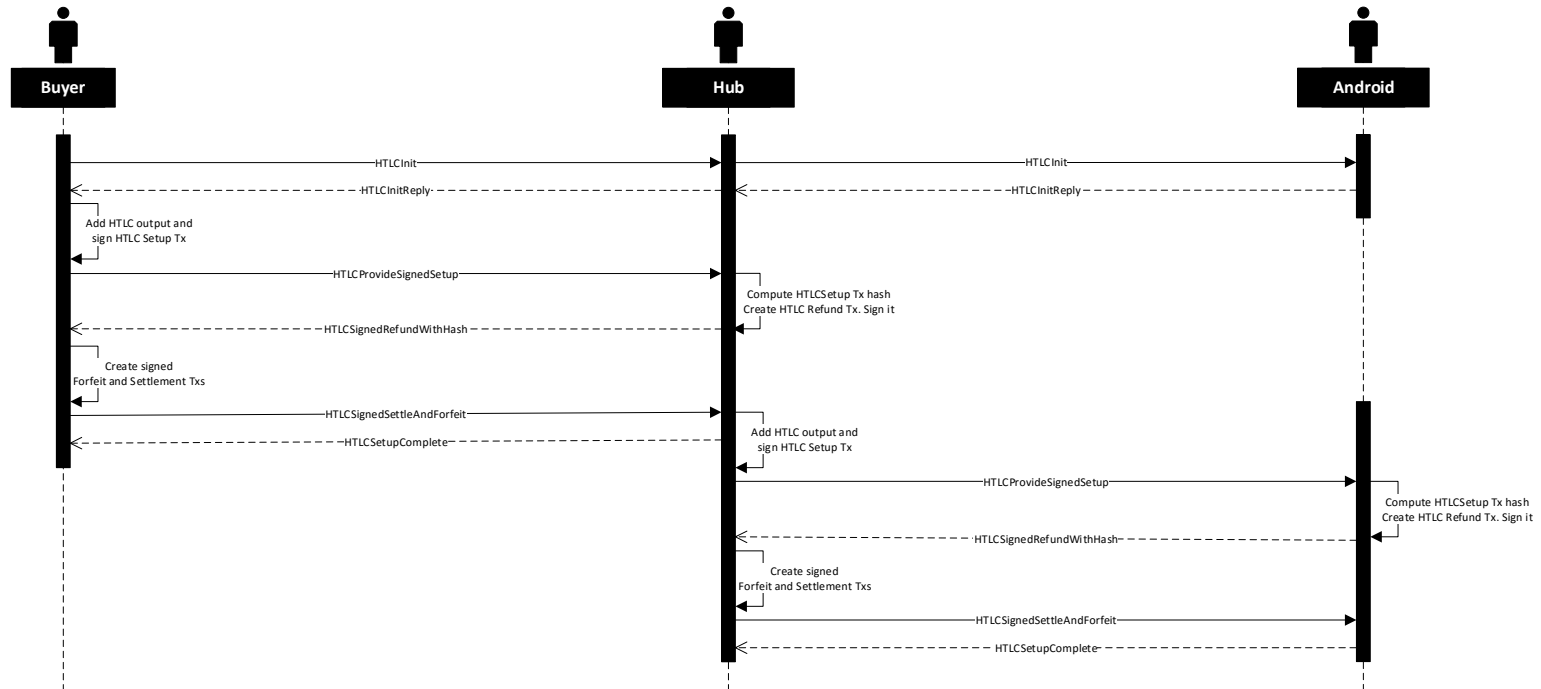 Buyer
Hub
Android
HTLCInit
HTLCInit
HTLCInitReply
HTLCInitReply
Add HTLC output and
sign HTLC Setup Tx
HTLCProvideSignedSetup
Compute HTLCSetup Tx hash
Create HTLC Refund Tx. Sign it
HTLCSignedRefundWithHash
Create signed
Forfeit and Settlement Txs
HTLCSignedSettleAndForfeit
Add HTLC output and
sign HTLC Setup Tx
HTLCSetupComplete
HTLCProvideSignedSetup
Compute HTLCSetup Tx hash
Create HTLC Refund Tx. Sign it
HTLCSignedRefundWithHash
Create signed
Forfeit and Settlement Txs
HTLCSignedSettleAndForfeit
HTLCSetupComplete